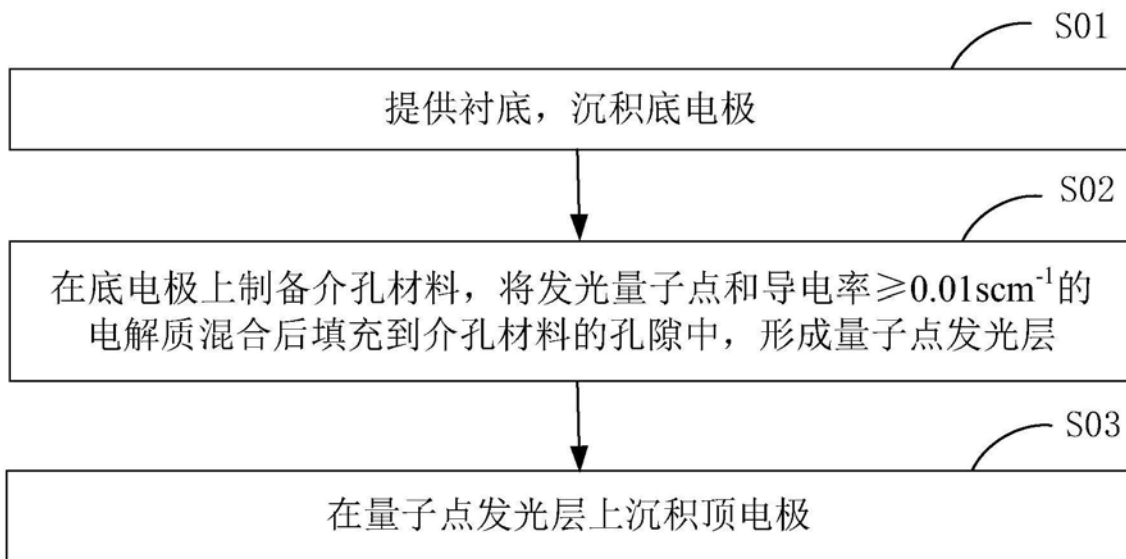 S01
提供衬底，沉积底电极
S02
在底电极上制备介孔材料，将发光量子点和导电率≥0.01scm⁻¹的
电解质混合后填充到介孔材料的孔隙中，形成量子点发光层
S03
在量子点发光层上沉积顶电极